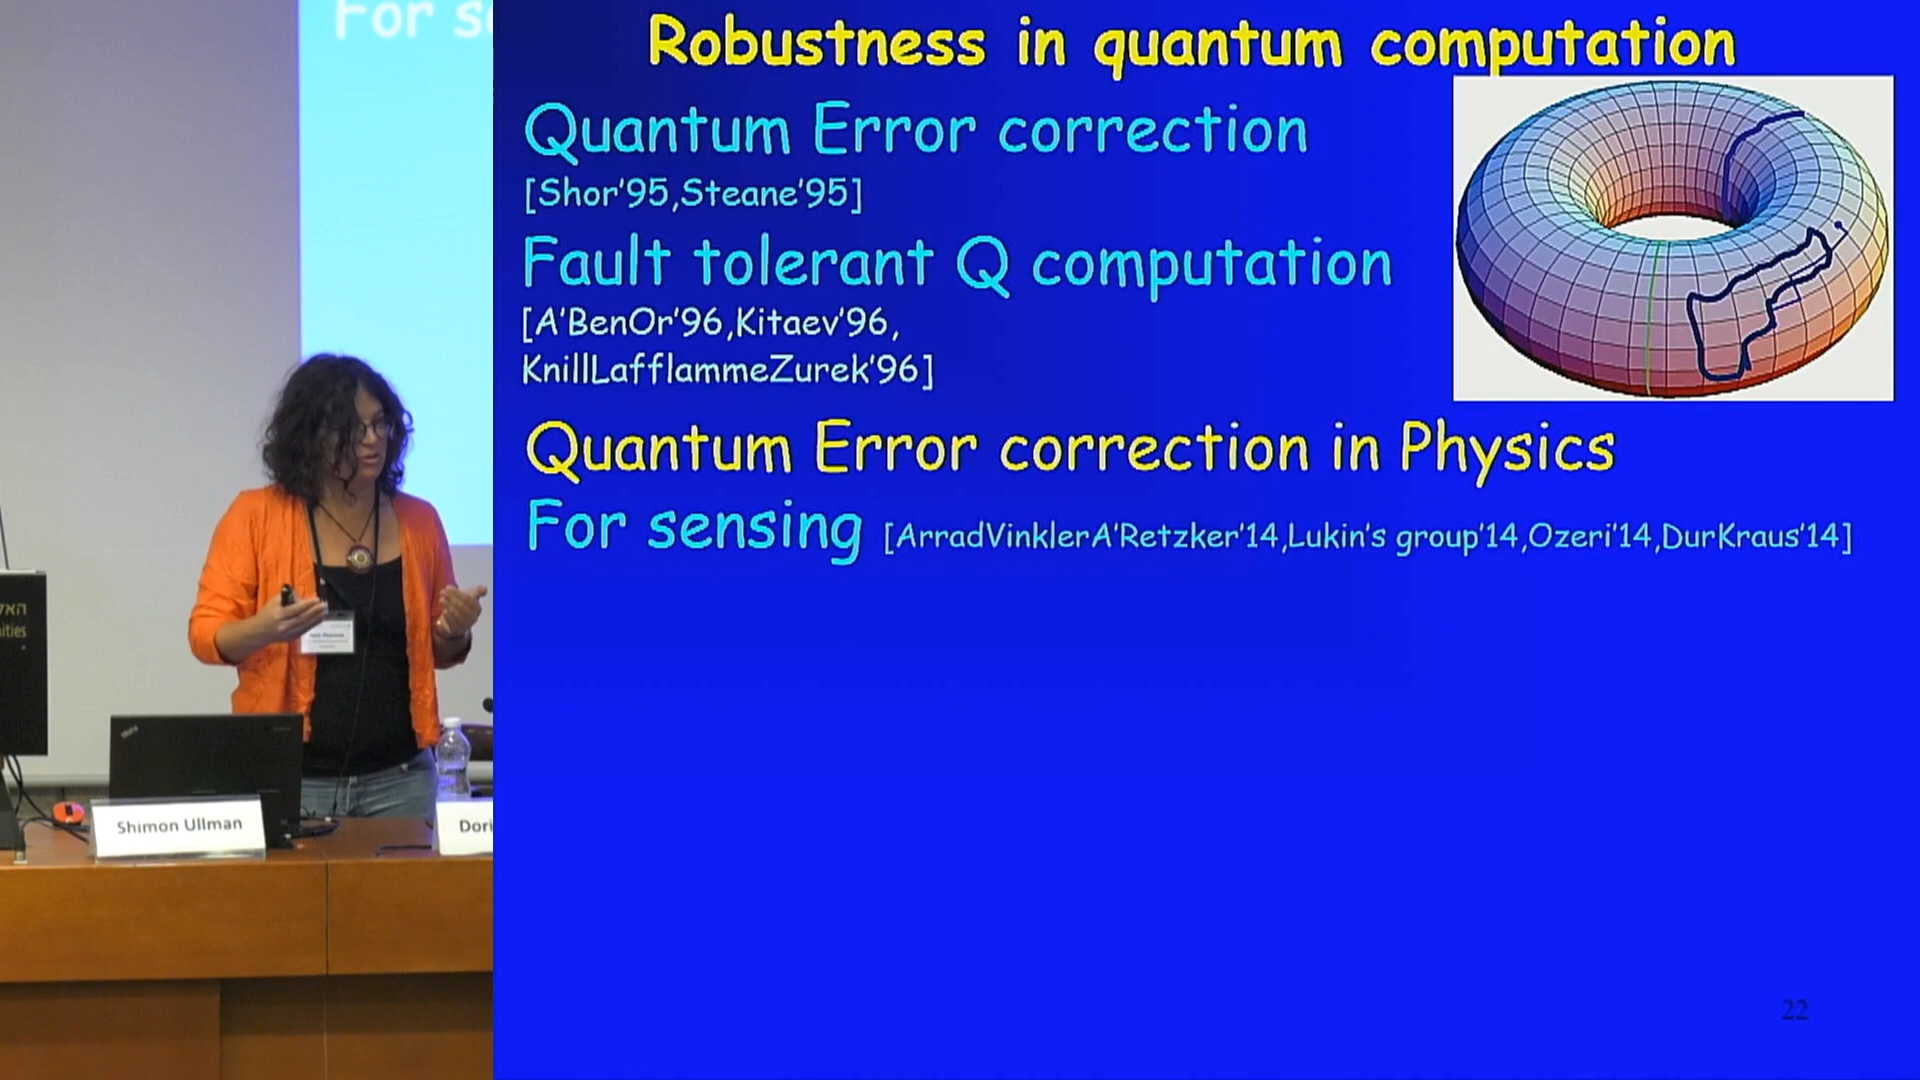 For s
Robustness in quantum computation
Quantum Error correction
[Shor'95,Steane'95]
Fault tolerant Q computation
[A'BenOr'96,Kitaev'96,
KnillLafflammeZurek'96]
Quantum Error correction in Physics
For sensing [ArradVinklerA'Retzker'14,Lukin's group'14,Ozeri'14,DurKraus'14]
האק
nities
Shimon Ullman
Dori
22